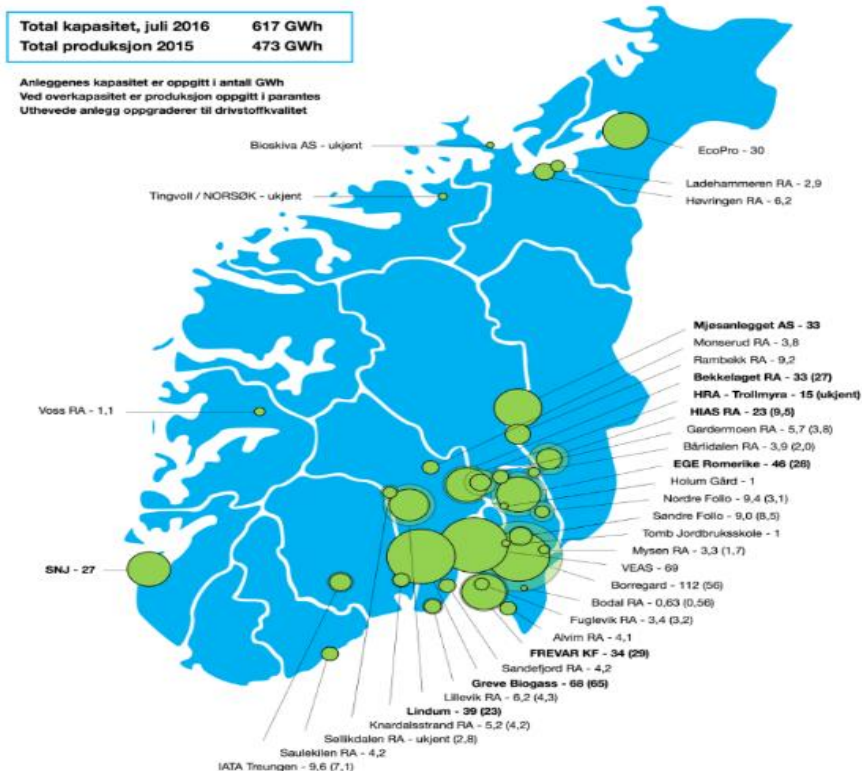 Total kapasitet, juli 2016 617 GWh
Total produksjon 2015 473 GWh
Anleggenes kapasitet er oppgitt i antall GWh
Ved overkapasitet er produksjon oppgitt i parantes
Uthevede anlegg oppgraderer til drivstoffkvalitet
Bioskiva AS - ukjent
EcoPro - 30
Ladehammeren RA - 2,9
Tingvoll / NORSØK - ukjent
Høvringen RA - 6,2
Mjøsanlegget AS - 33
Monserud RA - 3,8
Rambekk RA - 9,2
Bekkelaget RA - 33 (27)
HRA - Trollmyra - 15 (ukjent)
Voss RA - 1,1
HIAS RA - 23 (9,5)
Gardermoen RA - 5,7 (3,8)
Bårlidalen RA - 3,9 (2,0)
EGE Romerike - 46 (28)
Holum Gård - 1
Nordre Follo - 9,4 (3,1)
Søndre Follo - 9,0 (8,5)
Tomb Jordbruksskole - 1
Mysen RA - 3,3 (1,7)
SNJ - 27
VEAS - 69
Borregard - 112 (56)
Bodal RA - 0,63 (0,56)
Fuglevik RA - 3,4 (3,2)
Alvim RA - 4,1
FREVAR KF - 34 (29)
Sandefjord RA - 4,2
Greve Biogass - 68 (65)
Lillevik RA - 6,2 (4,3)
Lindum - 39 (23)
Knardalsstrand RA - 5,2 (4,2)
Sellikdalen RA - ukjent (2,8)
Saulekilen RA - 4,2
IATA Treungen - 9,6 (7,1)